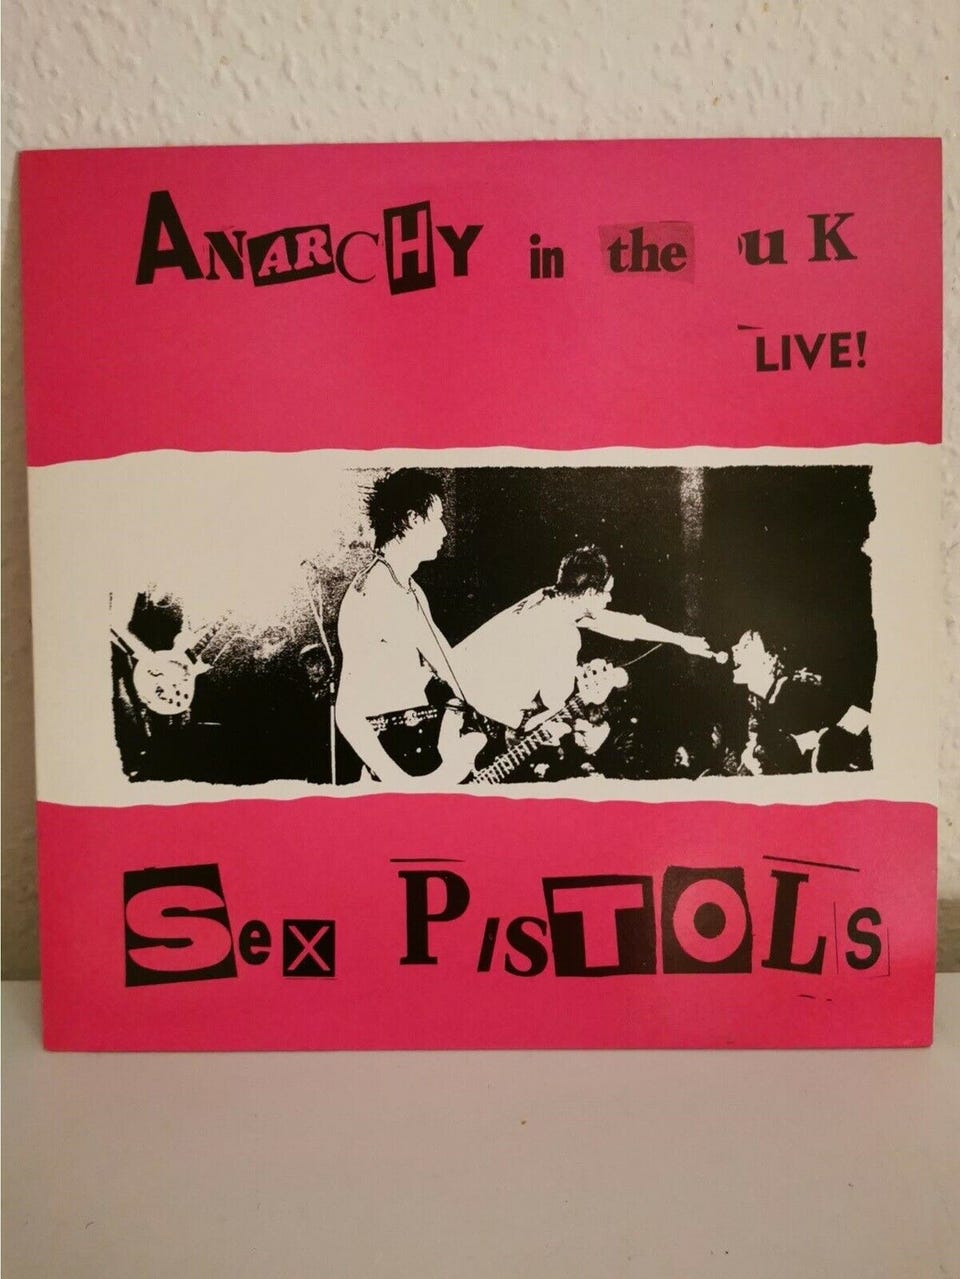 ANARCHY in the uK
LIVE!
Sex PisTOLs